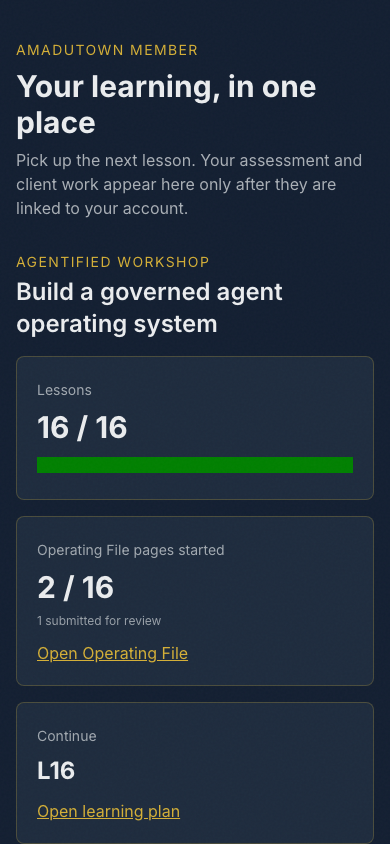 AMADUTOWN MEMBER
Your learning, in one
place
Pick up the next lesson. Your assessment and
client work appear here only after they are
linked to your account.
AGENTIFIED WORKSHOP
Build a governed agent
operating system
Lessons
16 / 16
Operating File pages started
2 / 16
1 submitted for review
Open Operating File
Continue
L16
Open learning plan